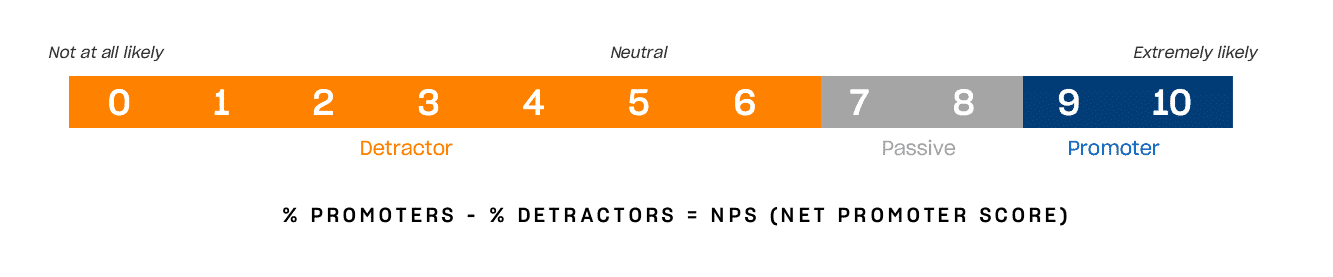 Not at all likely Neutral Extremely likely
0 1 2 3 4 5 6 7 8 9 10
Detractor Passive Promoter
% PROMOTERS - % DETRACTORS = NPS (NET PROMOTER SCORE)